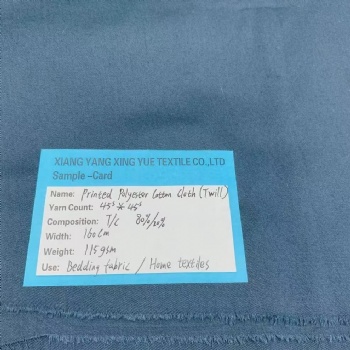 XIANG YANG XING YUE TEXTILE CO.,LTD
Sample-Card
Name: Printed Polyester Cotton Cloth (Twill)
Yarn Count: 45s * 45s
Composition: T/C 80%/20%
Width: 160cm
Weight: 115gsm
Use: Bedding fabric / Home textiles